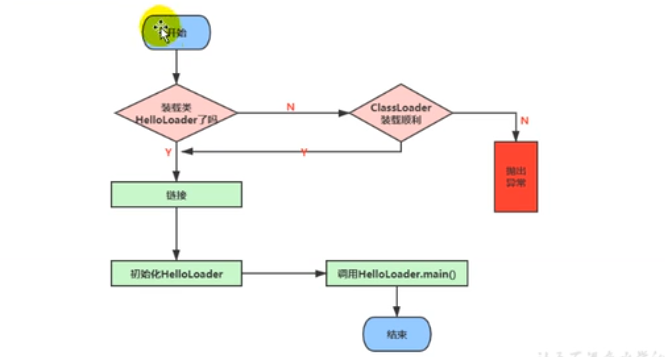 开始
装载类
HelloLoader了吗
N
ClassLoader
装载顺利
N
Y
Y
抛出
异常
链接
初始化HelloLoader
调用HelloLoader.main()
结束